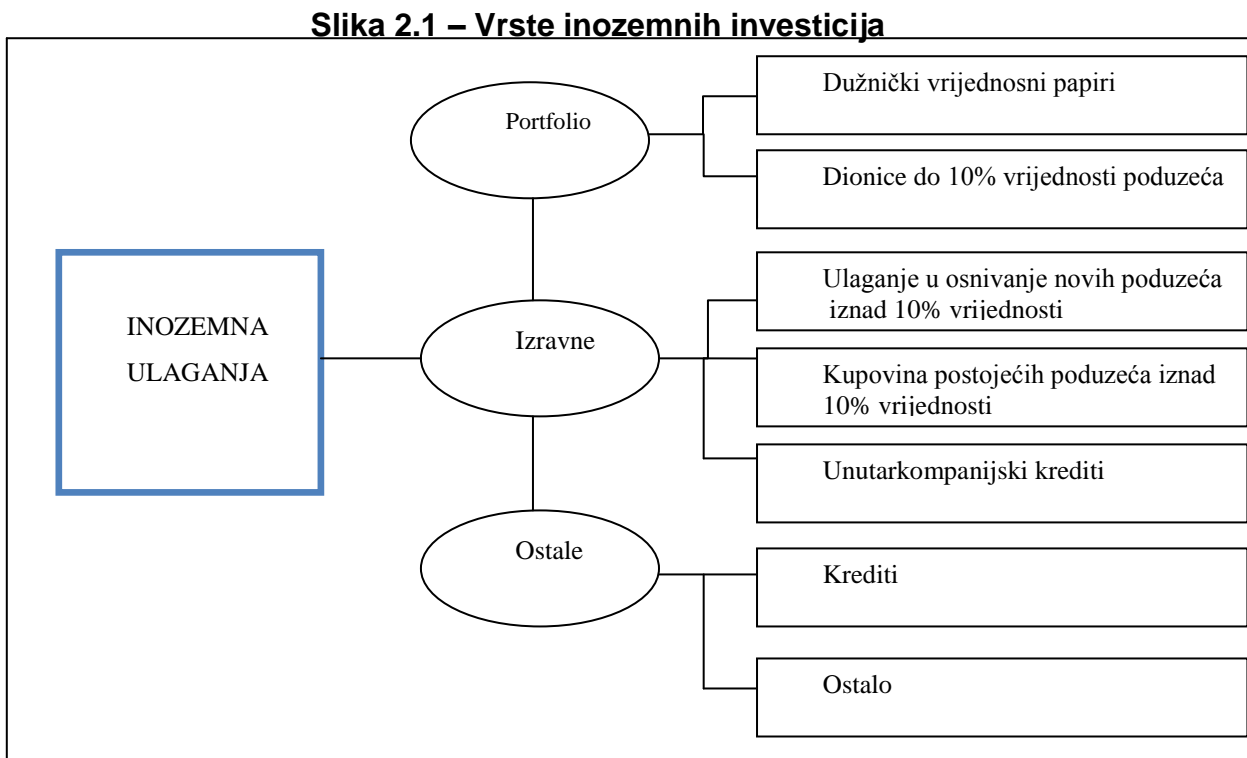 Slika 2.1 – Vrste inozemnih investicija
INOZEMNA
ULAGANJA
Portfolio
Dužnički vrijednosni papiri
Dionice do 10% vrijednosti poduzeća
Izravne
Ulaganje u osnivanje novih poduzeća
iznad 10% vrijednosti
Kupovina postojećih poduzeća iznad
10% vrijednosti
Unutarkompanijski krediti
Ostale
Krediti
Ostalo